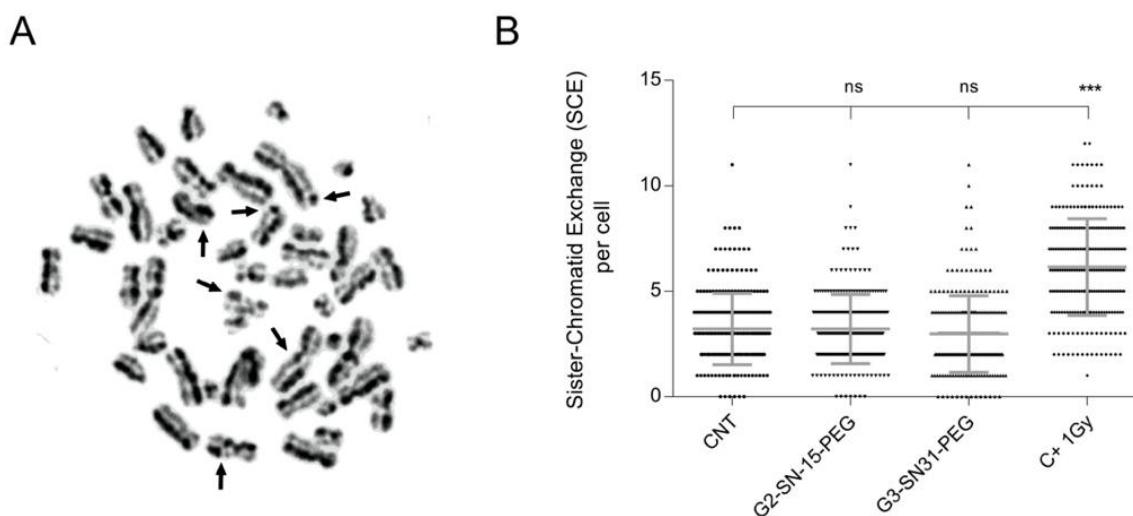 A
B
Sister-Chromatid Exchange (SCE)
per cell
15
10
5
0
ns
ns
***
CNT
G2-SN-15-PEG
G3-SN31-PEG
C+ 1Gy